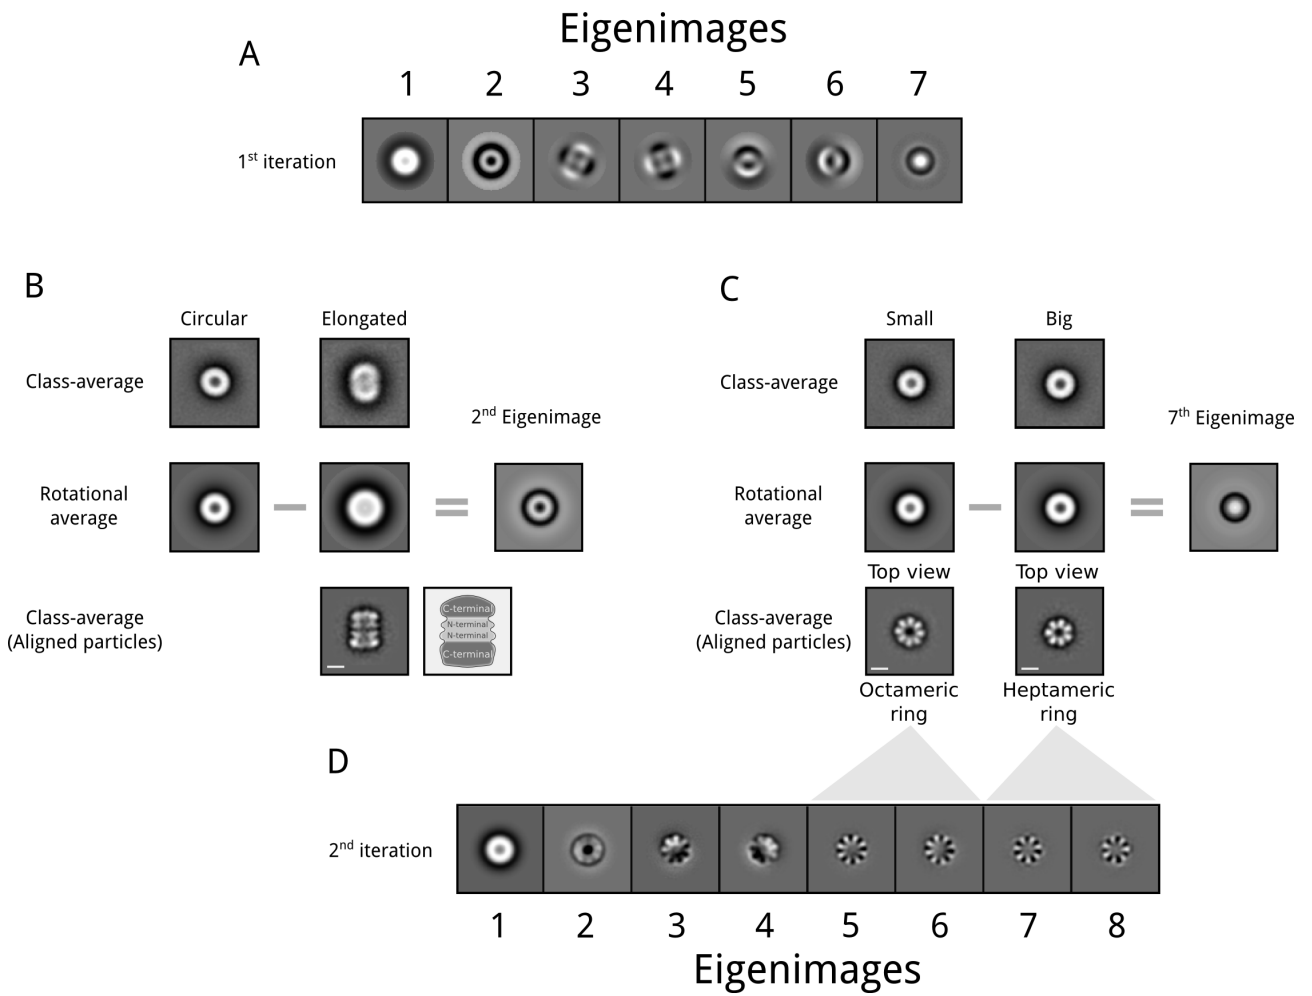 Eigenimages
A
1 2 3 4 5 6 7
1st iteration
B
Circular Elongated
Class-average
2nd Eigenimage
Rotational
average
Class-average
(Aligned particles)
C-terminal
N-terminal
N-terminal
C-terminal
C
Small Big
Class-average
7th Eigenimage
Rotational
average
Top view Top view
Class-average
(Aligned particles)
Octameric
ring
Heptameric
ring
D
2nd iteration
1 2 3 4 5 6 7 8
Eigenimages